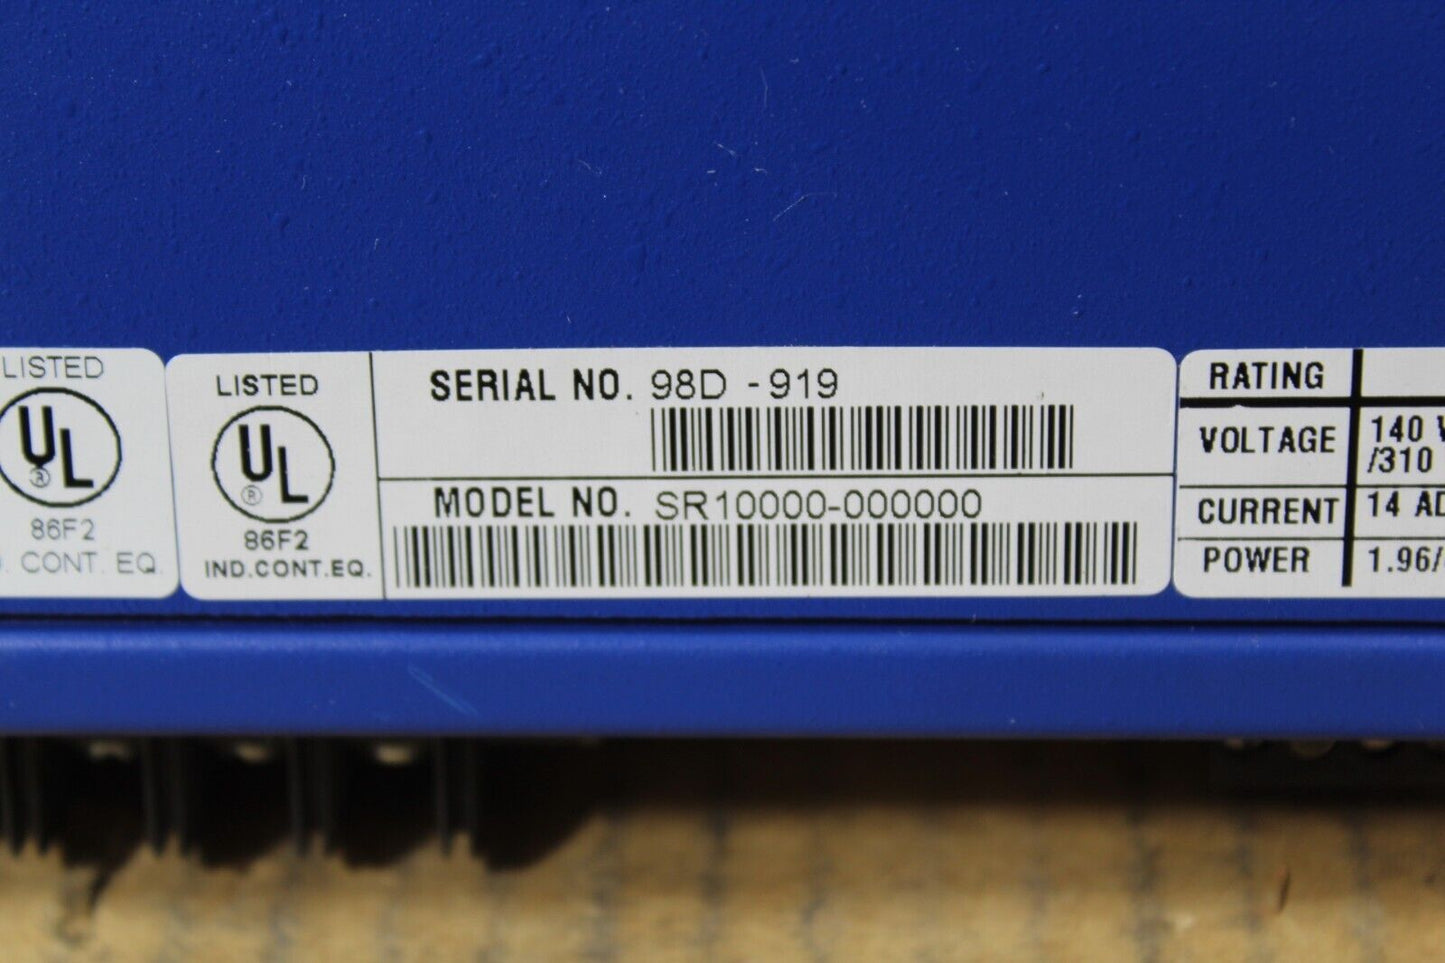 LISTED
UL
®
86F2
CONT. EQ.
LISTED
UL
®
86F2
IND.CONT.EQ.
SERIAL NO. 98D -919
MODEL NO. SR10000-000000
RATING
VOLTAGE 140
/310
CURRENT 14
POWER 1.96/